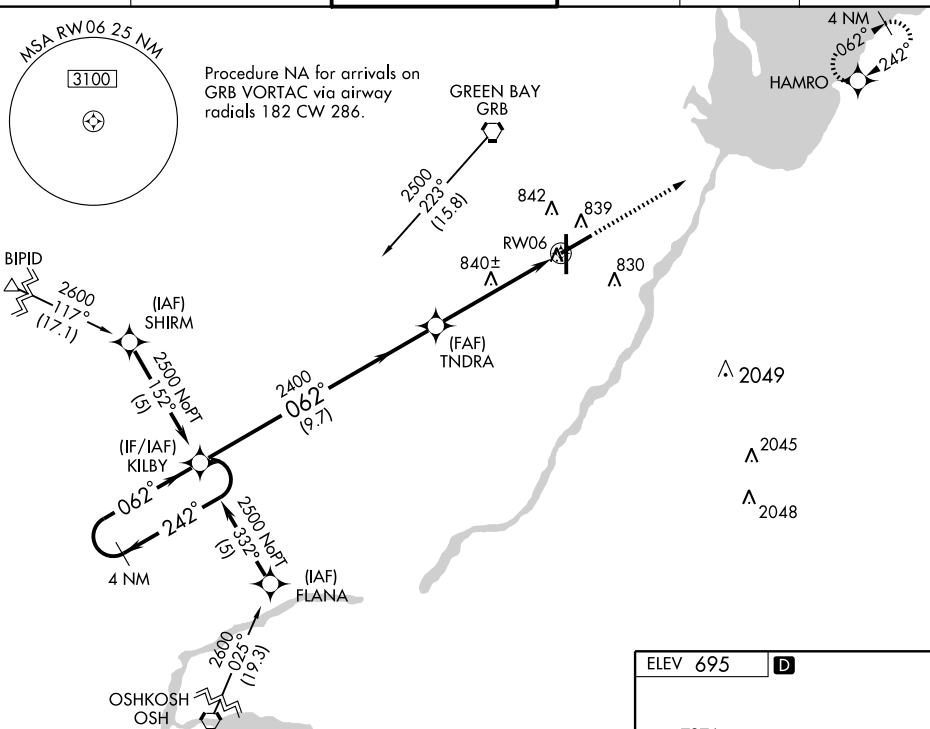 MSA RW06 25 NM
3100
Procedure NA for arrivals on
GRB VORTAC via airway
radials 182 CW 286.
GREEN BAY
GRB
2500
223°
(15.8)
4 NM
062°
242°
HAMRO
842
839
RW06
840±
830
BIPID
2600
117°
(17.1)
(IAF)
SHIRM
2500 NoPT
152°
(5)
(FAF)
TNDRA
2400
062°
(9.7)
2049
2045
2048
(IF/IAF)
KILBY
062°
242°
4 NM
2500 NoPT
332°
(5)
(IAF)
FLANA
2600
025°
(19.3)
OSHKOSH
OSH
ELEV 695
D